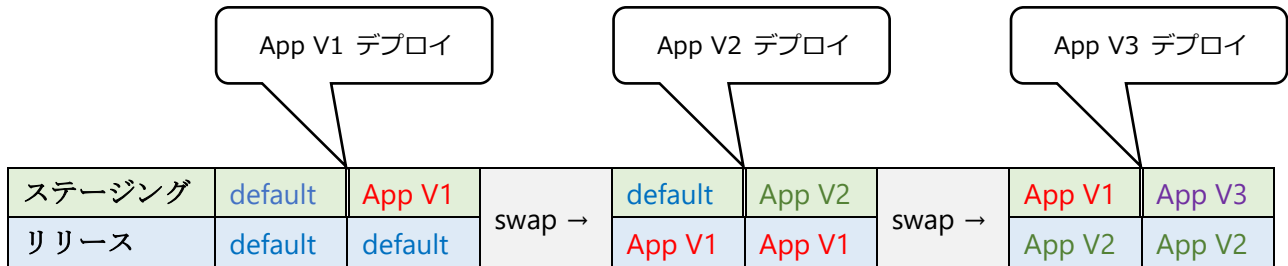 App V1 デプロイ App V2 デプロイ App V3 デプロイ
ステージング default App V1 swap → default App V2 swap → App V1 App V3
リリース default default App V1 App V1 App V2 App V2